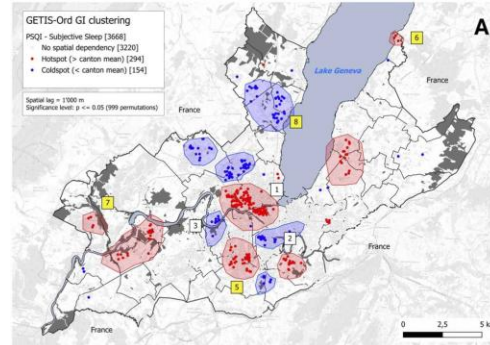 GETIS-Ord GI clustering
PSQI - Subjective Sleep [3668]
No spatial dependency [3220]
Hotspot (> canton mean) [294]
Coldspot (< canton mean) [154]
Spatial lag = 1'000 m
Significance level: p <= 0.05 (999 permutations)
A
6
Lake Geneva
France
8
7
1
3
2
France
5
France
0 2,5 5 k